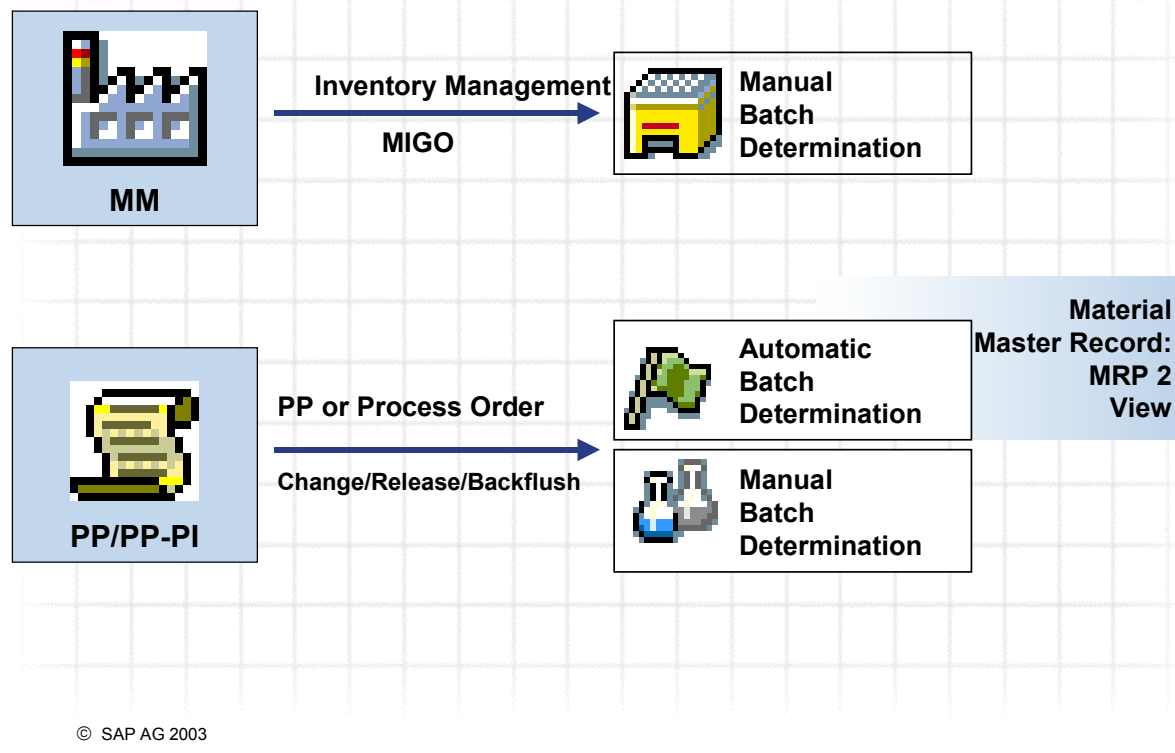 Inventory Management
MIGO
MM
Manual
Batch
Determination
PP or Process Order
Change/Release/Backflush
PP/PP-PI
Automatic
Batch
Determination
Material
Master Record:
MRP 2
View
Manual
Batch
Determination
© SAP AG 2003